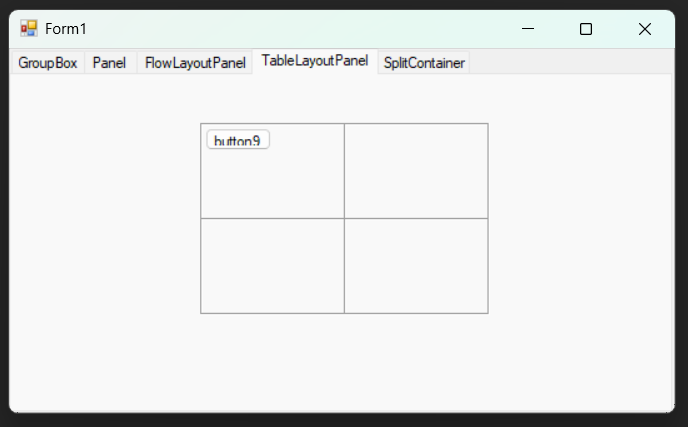 Form1
GroupBox Panel FlowLayoutPanel TableLayoutPanel SplitContainer
button9